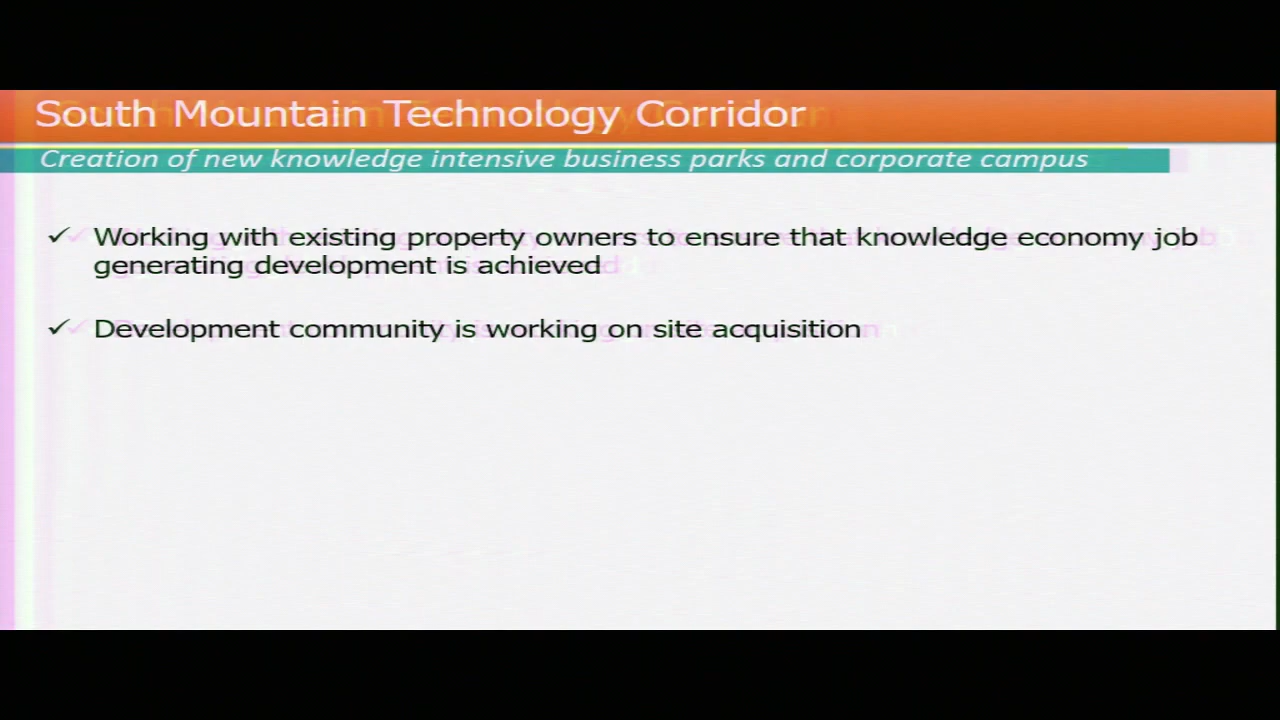 South Mountain Technology Corridor
Creation of new knowledge intensive business parks and corporate campus
✓ Working with existing property owners to ensure that knowledge economy job
generating development is achieved
✓ Development community is working on site acquisition